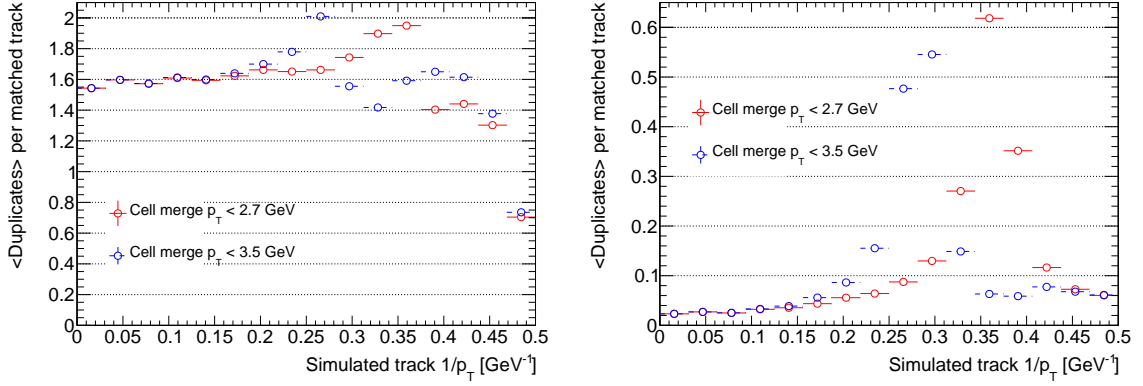 <Duplicates> per matched track
2
1.8
1.6
1.4
1.2
1
0.8
0.6
0.4
0.2
0
Cell merge p_T < 2.7 GeV
Cell merge p_T < 3.5 GeV
0 0.05 0.1 0.15 0.2 0.25 0.3 0.35 0.4 0.45 0.5
Simulated track 1/p_T [GeV⁻¹]
<Duplicates> per matched track
0.6
0.5
0.4
0.3
0.2
0.1
0
Cell merge p_T < 2.7 GeV
Cell merge p_T < 3.5 GeV
0 0.05 0.1 0.15 0.2 0.25 0.3 0.35 0.4 0.45 0.5
Simulated track 1/p_T [GeV⁻¹]